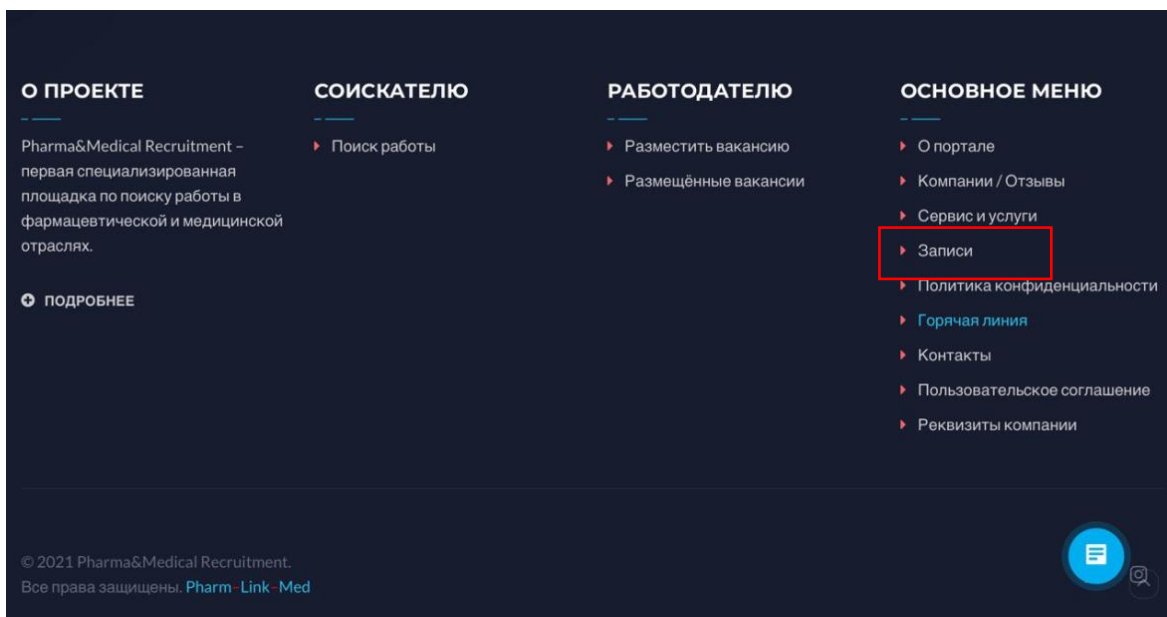 О ПРОЕКТЕ
Pharma&Medical Recruitment –
первая специализированная
площадка по поиску работы в
фармацевтической и медицинской
отраслях.
ПОДРОБНЕЕ
СОИСКАТЕЛЮ
Поиск работы
РАБОТОДАТЕЛЮ
Разместить вакансию
Размещённые вакансии
ОСНОВНОЕ МЕНЮ
О портале
Компании / Отзывы
Сервис и услуги
Записи
Политика конфиденциальности
Горячая линия
Контакты
Пользовательское соглашение
Реквизиты компании
© 2021 Pharma&Medical Recruitment.
Все права защищены. Pharm-Link-Med